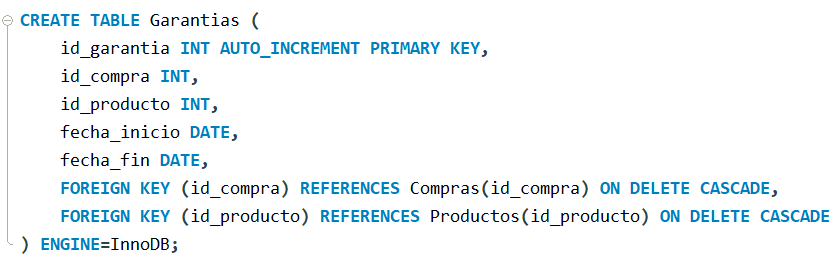 CREATE TABLE Garantias (
    id_garantia INT AUTO_INCREMENT PRIMARY KEY,
    id_compra INT,
    id_producto INT,
    fecha_inicio DATE,
    fecha_fin DATE,
    FOREIGN KEY (id_compra) REFERENCES Compras(id_compra) ON DELETE CASCADE,
    FOREIGN KEY (id_producto) REFERENCES Productos(id_producto) ON DELETE CASCADE
) ENGINE=InnoDB;